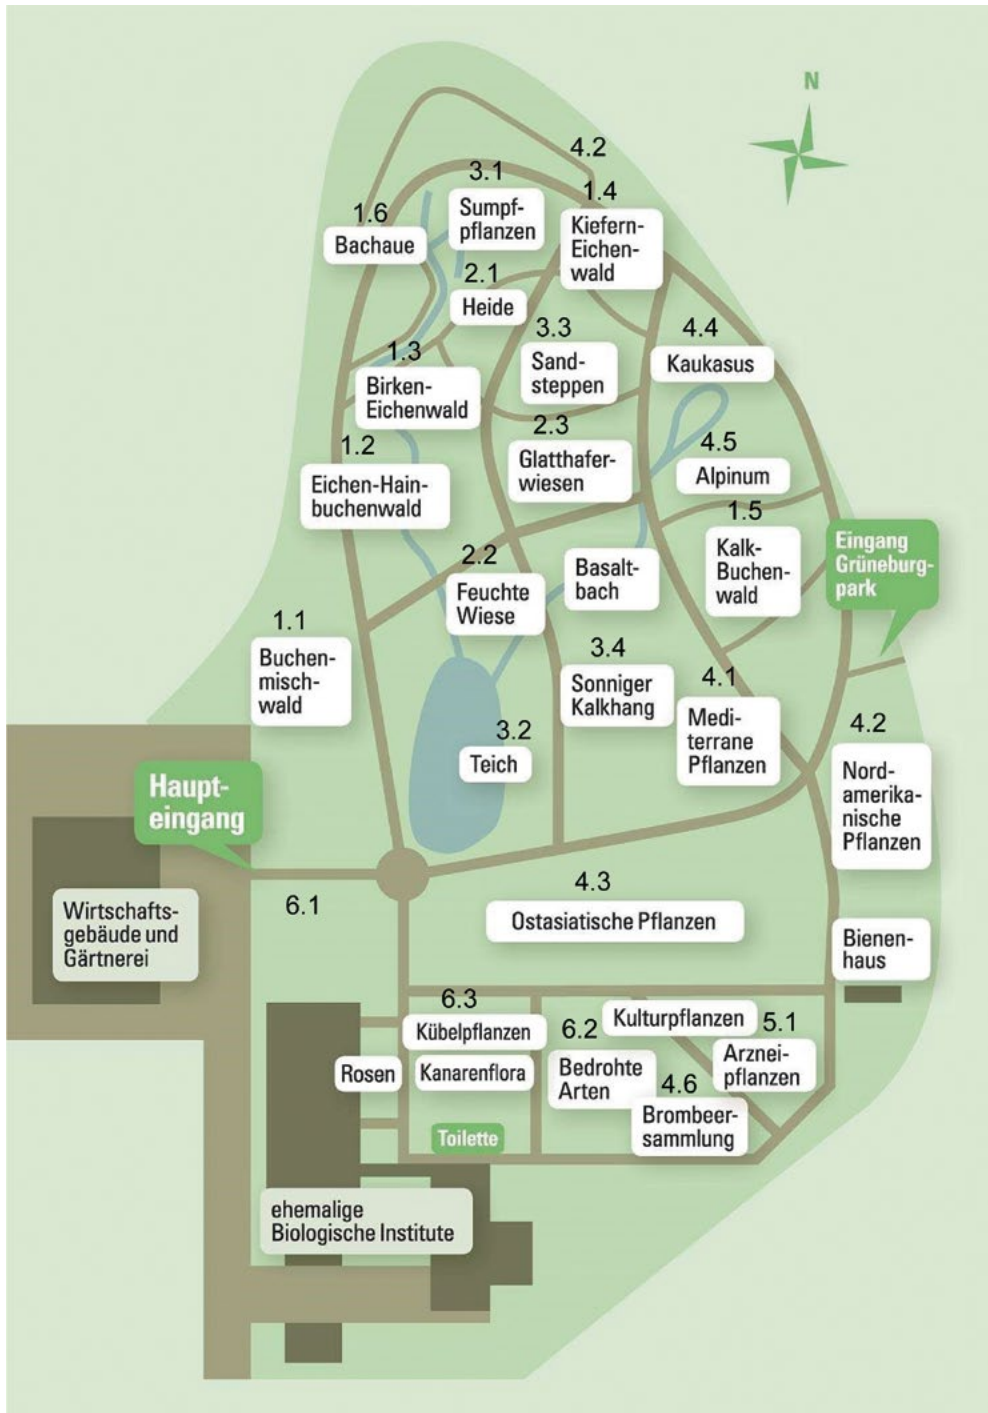 N
4.2
3.1
Sumpf-
pflanzen
1.4
Kiefern-
Eichen-
wald
1.6
Bachaue
2.1
Heide
3.3
Sand-
steppen
4.4
Kaukasus
1.3
Birken-
Eichenwald
2.3
Glatthafer-
wiesen
4.5
Alpinum
1.2
Eichen-Hain-
buchenwald
1.5
Kalk-
Buchen-
wald
Eingang
Grüneburg-
park
2.2
Feuchte
Wiese
Basalt-
bach
1.1
Buchen-
misch-
wald
3.4
Sonniger
Kalkhang
4.1
Medi-
terrane
Pflanzen
3.2
Teich
4.2
Nord-
amerika-
nische
Pflanzen
Haupt-
eingang
6.1
4.3
Ostasiatische Pflanzen
Wirtschafts-
gebäude und
Gärtnerei
Bienen-
haus
6.3
Kübelpflanzen
6.2
Kulturpflanzen
5.1
Arznei-
pflanzen
Rosen
Kanarenflora
Bedrohte
Arten
4.6
Brombeer-
sammlung
Toilette
ehemalige
Biologische Institute